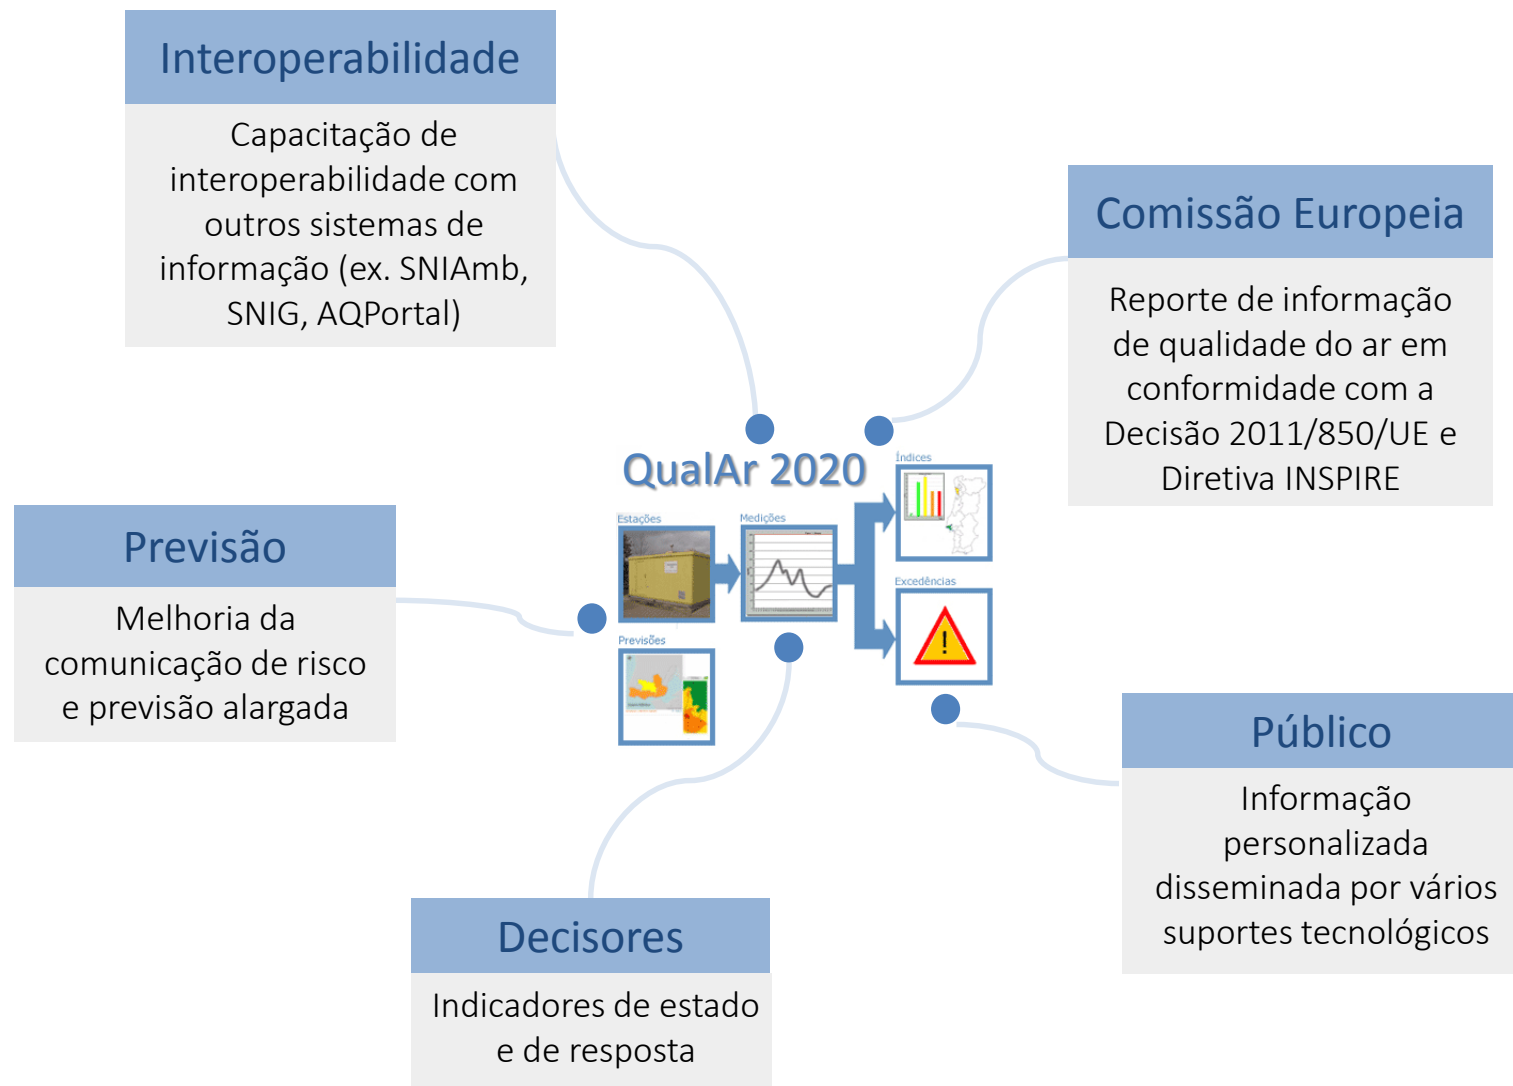 Interoperabilidade
Capacitação de
interoperabilidade com
outros sistemas de
informação (ex. SNIAmb,
SNIG, AQPortal)
Comissão Europeia
Reporte de informação
de qualidade do ar em
conformidade com a
Decisão 2011/850/UE e
Diretiva INSPIRE
QualAr 2020
Índices
Estações
Medições
Excedências
Previsões
Previsão
Melhoria da
comunicação de risco
e previsão alargada
Público
Informação
personalizada
disseminada por vários
suportes tecnológicos
Decisores
Indicadores de estado
e de resposta